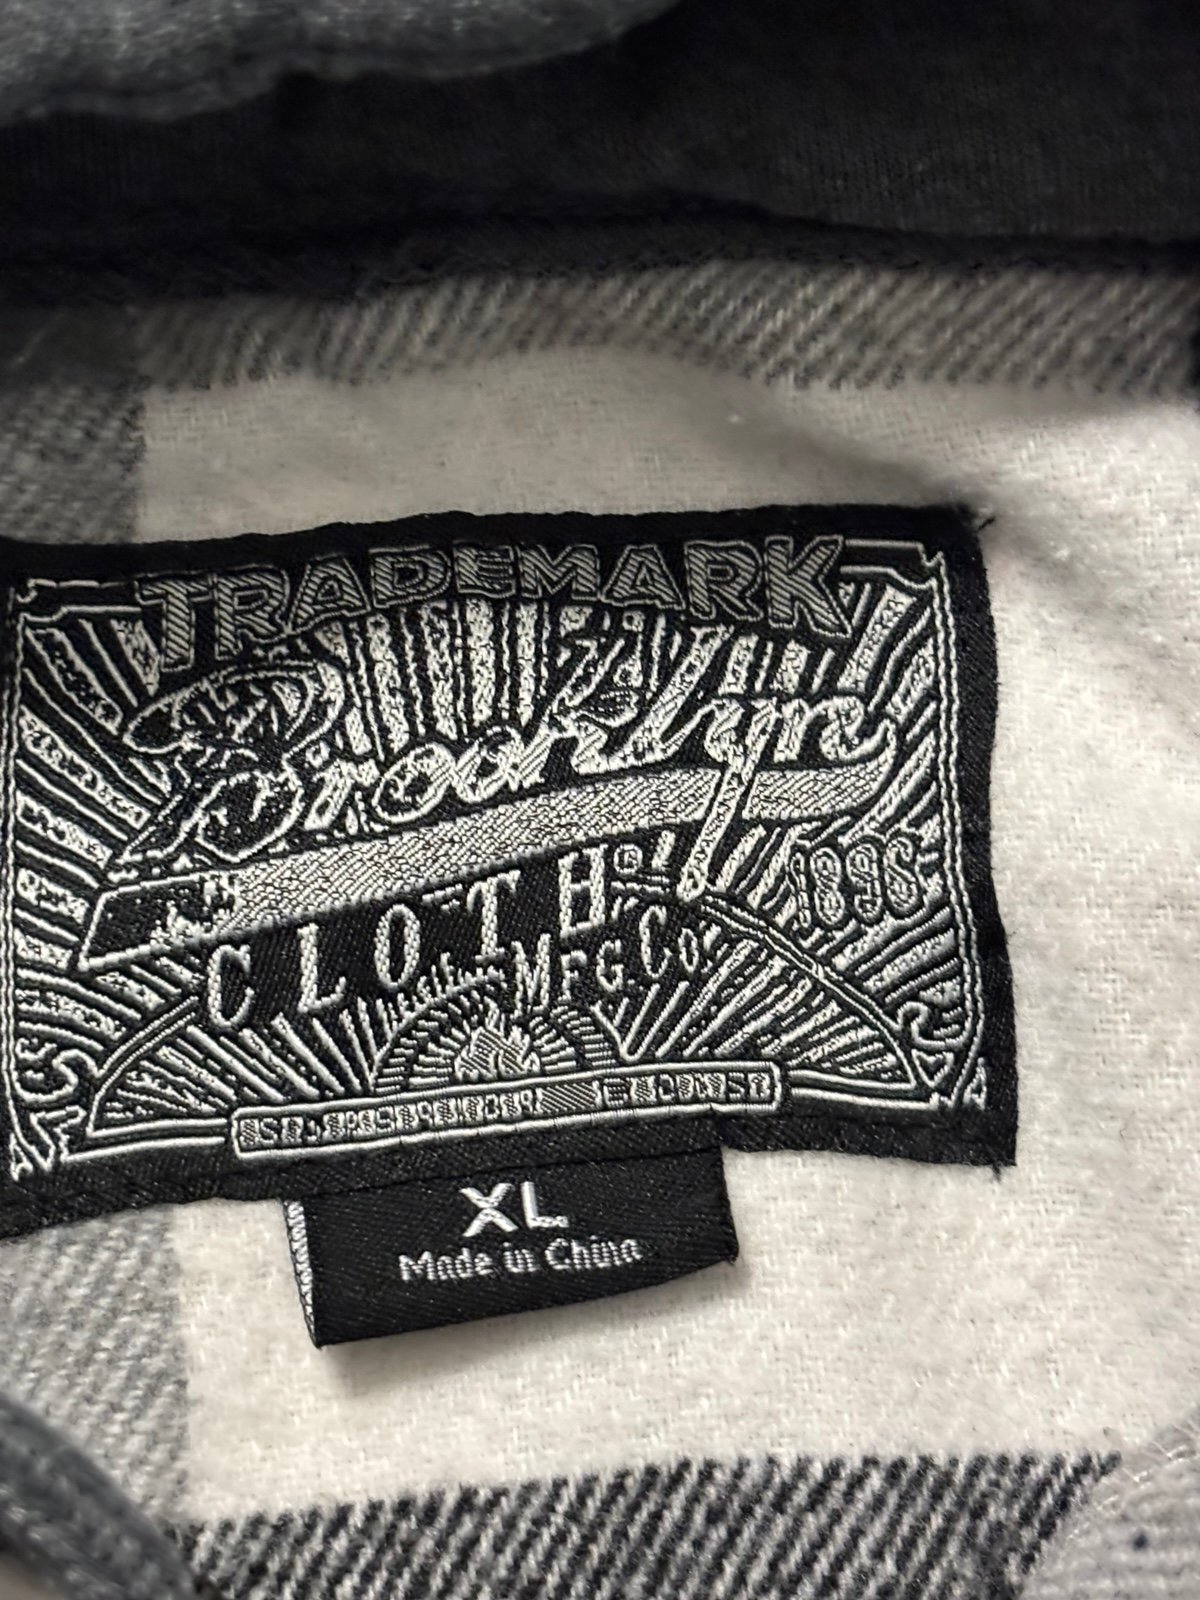 TRADEMARK
Brooklyn
CLOTH®
MFG Co.
1896
XL
Made in China